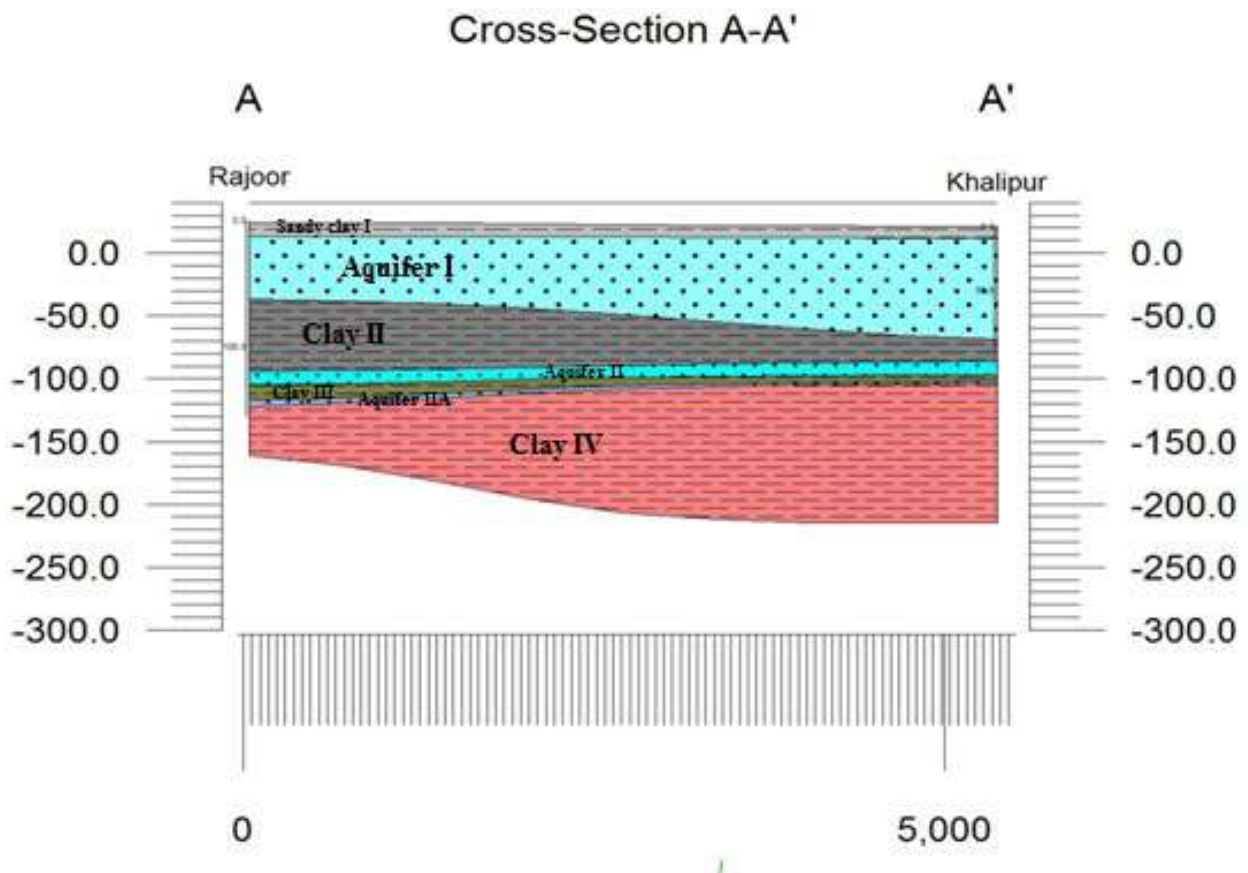 Cross-Section A-A'
A A'
Rajoor Khalipur
Sandy clay I
0.0 0.0
Aquifer I
-50.0 -50.0
Clay II
Aquifer II
-100.0 -100.0
Clay III
Aquifer IIA
Clay IV
-150.0 -150.0
-200.0 -200.0
-250.0 -250.0
-300.0 -300.0
0 5,000